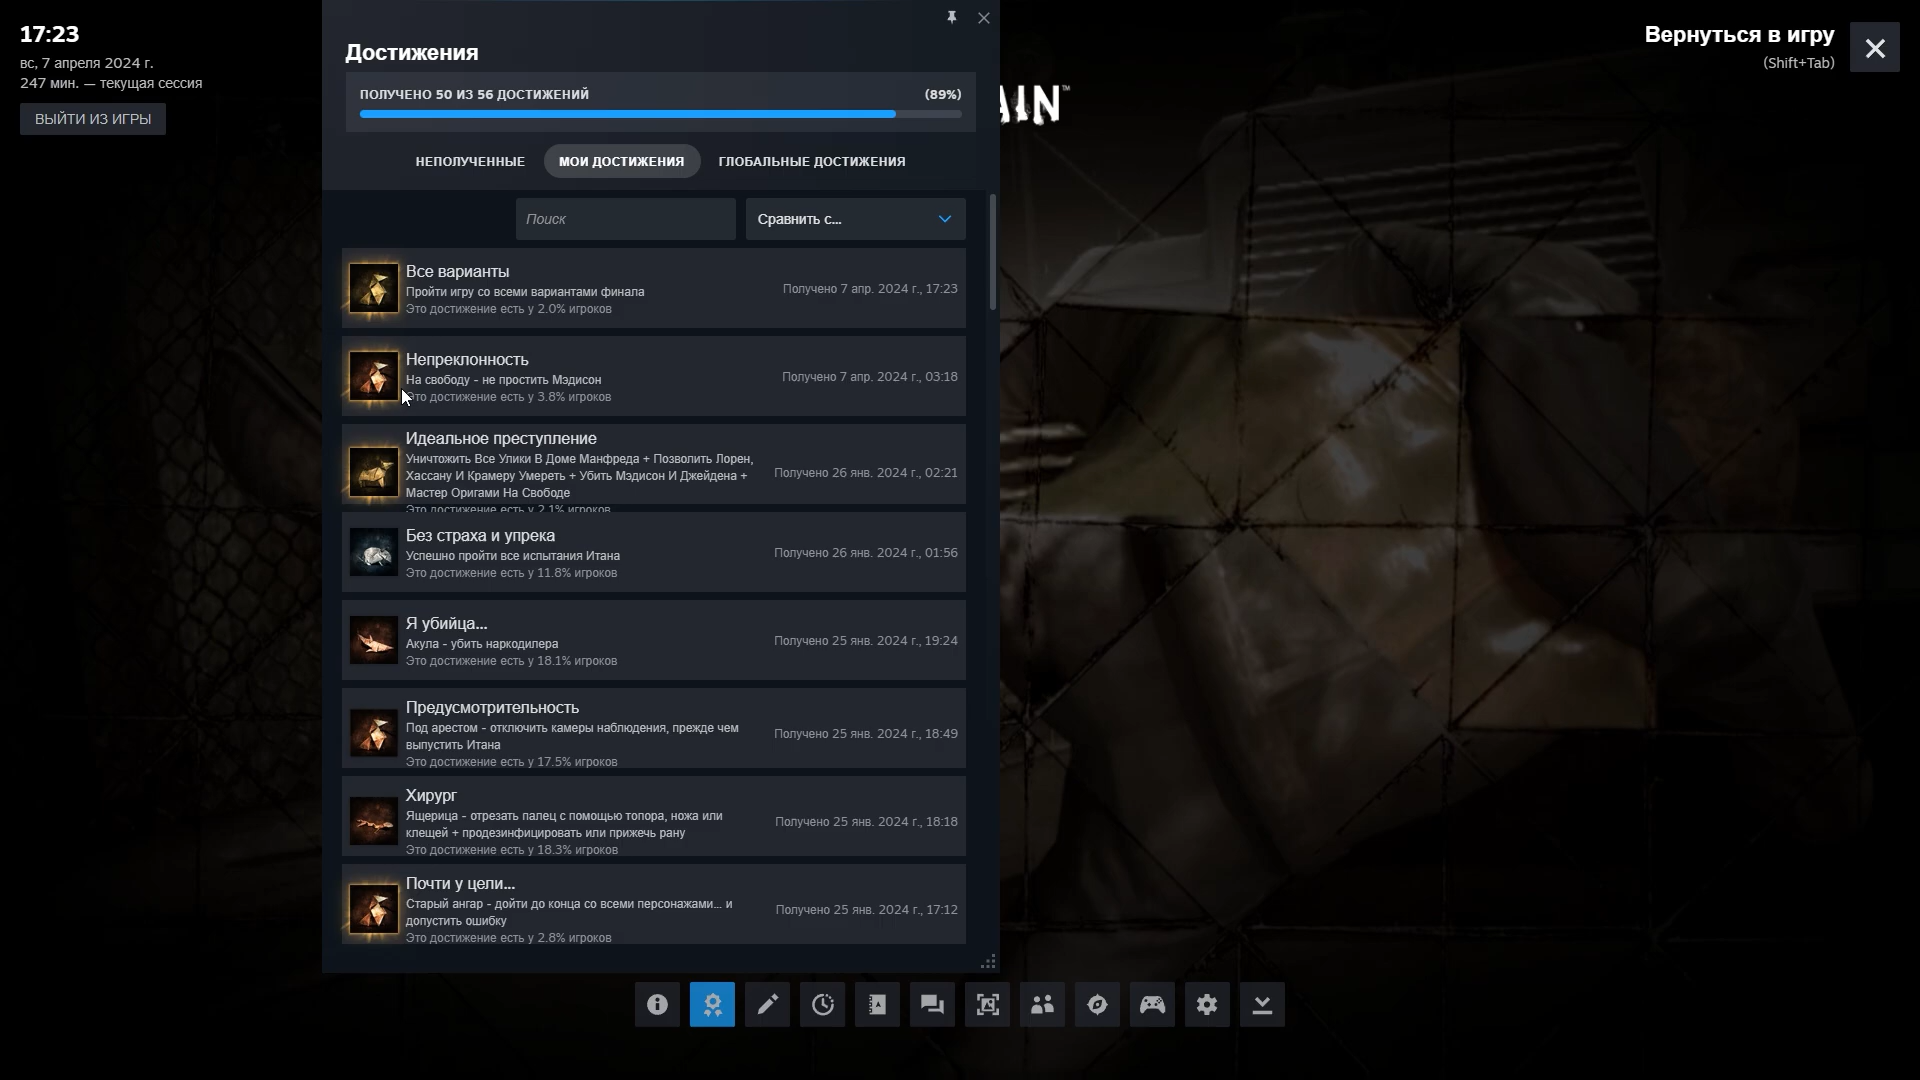 17:23
вс, 7 апреля 2024 г.
247 мин. — текущая сессия
ВЫЙТИ ИЗ ИГРЫ
Достижения
ПОЛУЧЕНО 50 ИЗ 56 ДОСТИЖЕНИЙ (89%)
НЕПОЛУЧЕННЫЕ МОИ ДОСТИЖЕНИЯ ГЛОБАЛЬНЫЕ ДОСТИЖЕНИЯ
Поиск Сравнить с...
Все варианты
Пройти игру со всеми вариантами финала
Это достижение есть у 2.0% игроков
Получено 7 апр. 2024 г., 17:23
Непреклонность
На свободу - не простить Мэдисон
Это достижение есть у 3.8% игроков
Получено 7 апр. 2024 г., 03:18
Идеальное преступление
Уничтожить Все Улики В Доме Манфреда + Позволить Лорен,
Хассану И Крамеру Умереть + Убить Мэдисон И Джейдена +
Мастер Оригами На Свободе
Это достижение есть у 2.1% игроков
Получено 26 янв. 2024 г., 02:21
Без страха и упрека
Успешно пройти все испытания Итана
Это достижение есть у 11.8% игроков
Получено 26 янв. 2024 г., 01:56
Я убийца...
Акула - убить наркодилера
Это достижение есть у 18.1% игроков
Получено 25 янв. 2024 г., 19:24
Предусмотрительность
Под арестом - отключить камеры наблюдения, прежде чем
выпустить Итана
Это достижение есть у 17.5% игроков
Получено 25 янв. 2024 г., 18:49
Хирург
Ящерица - отрезать палец с помощью топора, ножа или
клещей + продезинфицировать или прижечь рану
Это достижение есть у 18.3% игроков
Получено 25 янв. 2024 г., 18:18
Почти у цели...
Старый ангар - дойти до конца со всеми персонажами... и
допустить ошибку
Это достижение есть у 2.8% игроков
Получено 25 янв. 2024 г., 17:12
AIN™
Вернуться в игру
(Shift+Tab)